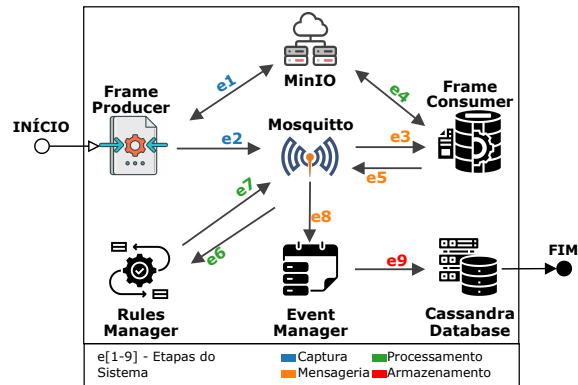 MinIO
Frame
Producer
Frame
Consumer
e1
e4
INÍCIO
Mosquitto
e2
e3
e5
e7
e6
e8
e9
FIM
Rules
Manager
Event
Manager
Cassandra
Database
e[1-9] - Etapas do
Sistema
Captura
Processamento
Mensageria
Armazenamento